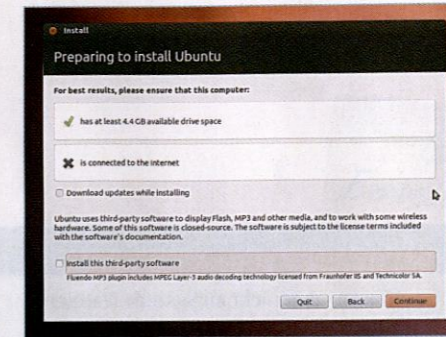 Install
Preparing to install Ubuntu
For best results, please ensure that this computer:
has at least 4.4 GB available drive space
is connected to the Internet
Download updates while installing
Ubuntu uses third-party software to display Flash, MP3 and other media, and to work with some wireless
hardware. Some of this software is closed-source. The software is subject to the license terms included
with the software's documentation.
Install this third-party software
Fluendo MP3 plugin includes MPEG Layer-3 audio decoding technology licensed from Fraunhofer IIS and Technicolor SA.
Quit Back Continue